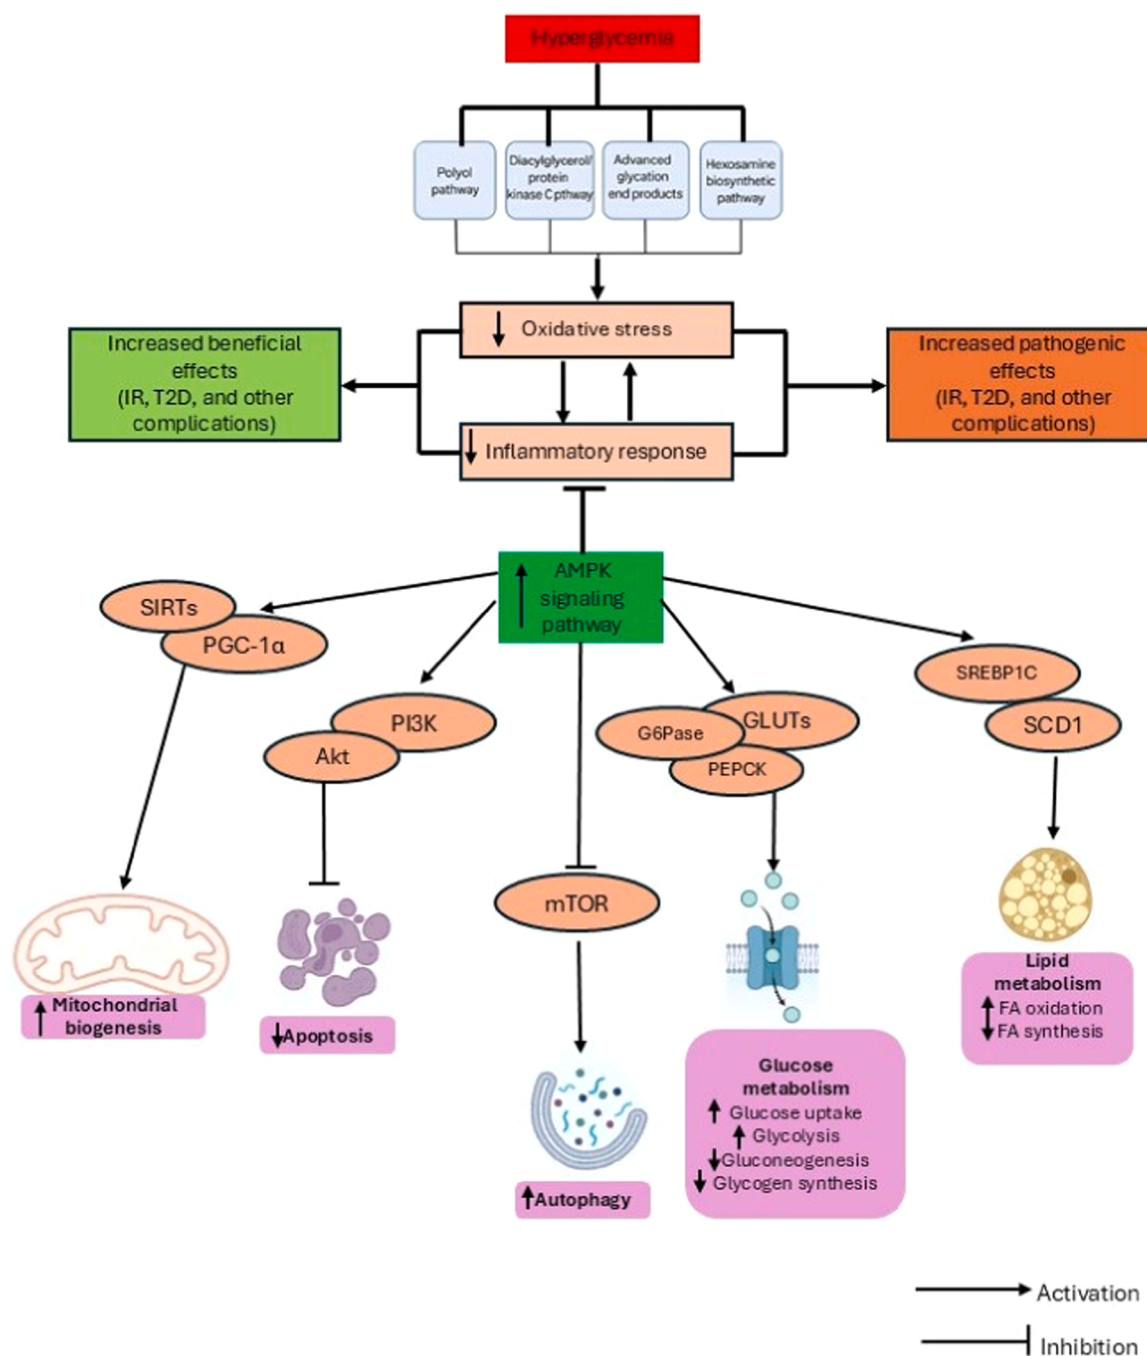 Hyperglycemia
Polyol
pathway
Diacylglycerol/
protein
kinase C pthway
Advanced
glycation
end products
Hexosamine
biosynthetic
pathway
↓ Oxidative stress
Increased beneficial
effects
(IR, T2D, and other
complications)
Increased pathogenic
effects
(IR, T2D, and other
complications)
↓ Inflammatory response
↑ AMPK
signaling
pathway
SIRTs
PGC-1α
PI3K
Akt
G6Pase
GLUTs
PEPCK
SREBP1C
SCD1
mTOR
↑ Mitochondrial
biogenesis
↓Apoptosis
↑Autophagy
Glucose
metabolism
↑ Glucose uptake
↑ Glycolysis
↓Gluconeogenesis
↓ Glycogen synthesis
Lipid
metabolism
↑ FA oxidation
↓ FA synthesis
Activation
Inhibition